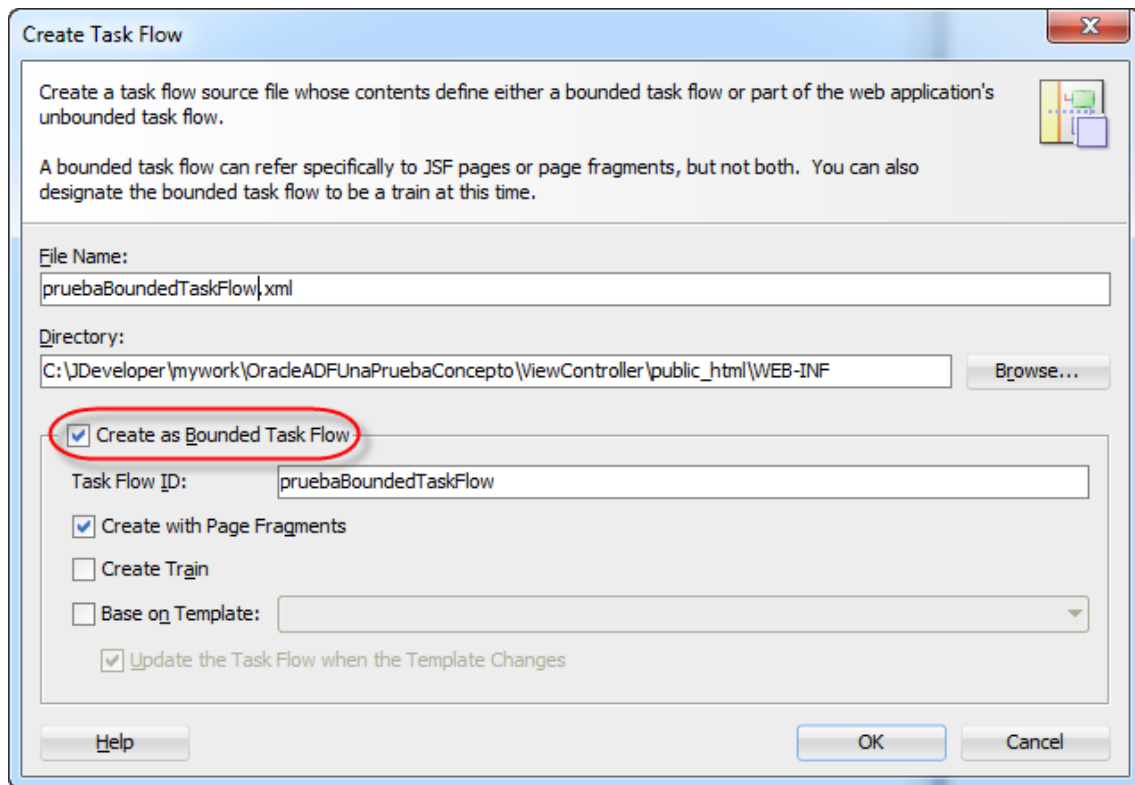 Create Task Flow
Create a task flow source file whose contents define either a bounded task flow or part of the web application's
unbounded task flow.
A bounded task flow can refer specifically to JSF pages or page fragments, but not both.  You can also
designate the bounded task flow to be a train at this time.
File Name:
pruebaBoundedTaskFlow.xml
Directory:
C:\JDeveloper\mywork\OracleADFUnaPruebaConcepto\ViewController\public_html\WEB-INF
Browse...
Create as Bounded Task Flow
Task Flow ID:
pruebaBoundedTaskFlow
Create with Page Fragments
Create Train
Base on Template:
Update the Task Flow when the Template Changes
Help
OK
Cancel